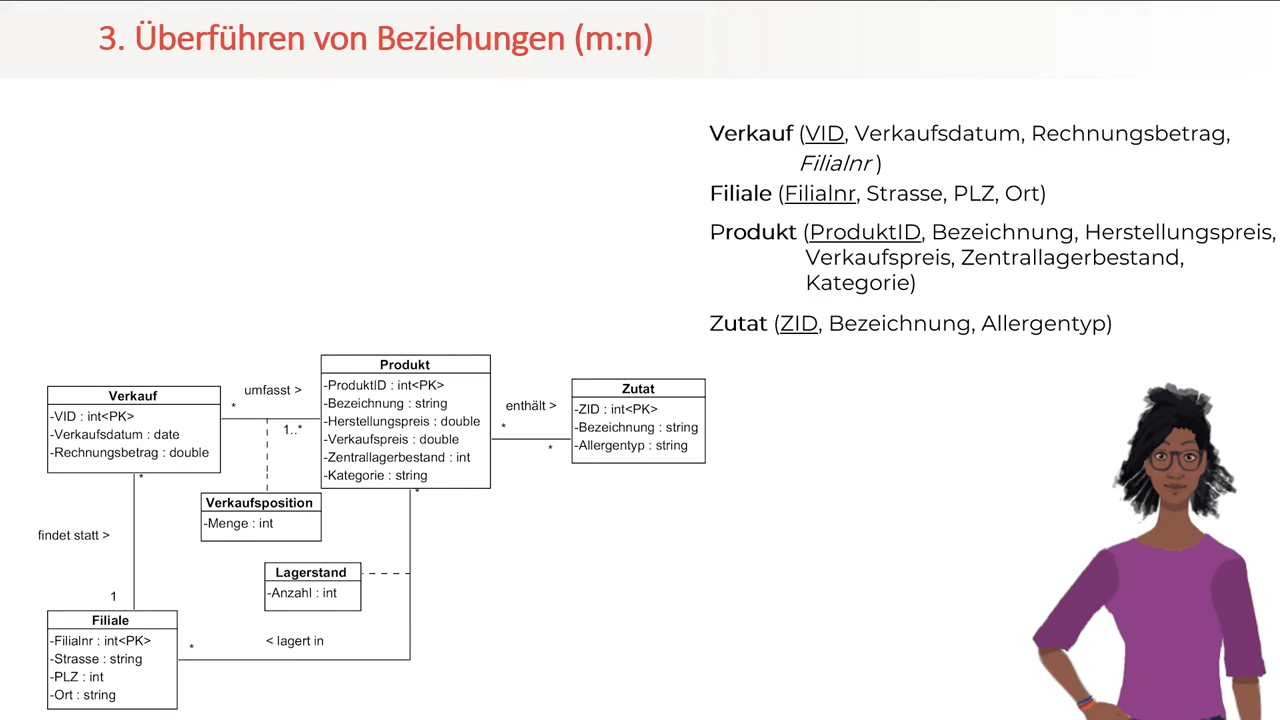 3. Überführen von Beziehungen (m:n)
Verkauf (VID, Verkaufsdatum, Rechnungsbetrag,
Filialnr )
Filiale (Filialnr, Strasse, PLZ, Ort)
Produkt (ProduktID, Bezeichnung, Herstellungspreis,
Verkaufspreis, Zentrallagerbestand,
Kategorie)
Zutat (ZID, Bezeichnung, Allergentyp)
Verkauf
-VID : int<PK>
-Verkaufsdatum : date
-Rechnungsbetrag : double
umfasst >
*
1..*
Produkt
-ProduktID : int<PK>
-Bezeichnung : string
-Herstellungspreis : double
-Verkaufspreis : double
-Zentrallagerbestand : int
-Kategorie : string
enthält >
*
*
Zutat
-ZID : int<PK>
-Bezeichnung : string
-Allergentyp : string
*
*
Verkaufsposition
-Menge : int
findet statt >
1
Lagerstand
-Anzahl : int
Filiale
-Filialnr : int<PK>
-Strasse : string
-PLZ : int
-Ort : string
*
< lagert in